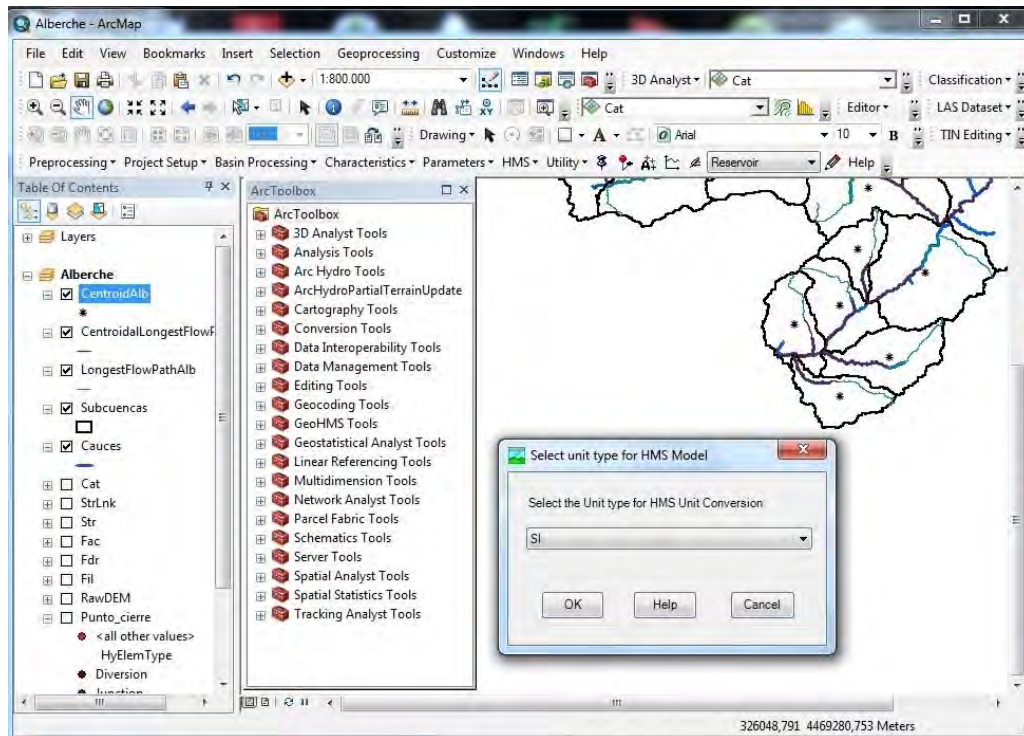 Alberche - ArcMap
File Edit View Bookmarks Insert Selection Geoprocessing Customize Windows Help
1:800.000 3D Analyst Cat Classification
Cat Editor LAS Dataset
Drawing A Arial 10 B TIN Editing
Preprocessing Project Setup Basin Processing Characteristics Parameters HMS Utility Reservoir Help
Table Of Contents
Layers
Alberche
CentroidAlb
CentroidalLongestFlowP
LongestFlowPathAlb
Subcuencas
Cauces
Cat
StrLnk
Str
Fac
Fdr
Fil
RawDEM
Punto_cierre
<all other values>
HyElemType
Diversion
Junction
ArcToolbox
ArcToolbox
3D Analyst Tools
Analysis Tools
Arc Hydro Tools
ArcHydroPartialTerrainUpdate
Cartography Tools
Conversion Tools
Data Interoperability Tools
Data Management Tools
Editing Tools
Geocoding Tools
GeoHMS Tools
Geostatistical Analyst Tools
Linear Referencing Tools
Multidimension Tools
Network Analyst Tools
Parcel Fabric Tools
Schematics Tools
Server Tools
Spatial Analyst Tools
Spatial Statistics Tools
Tracking Analyst Tools
Select unit type for HMS Model
Select the Unit type for HMS Unit Conversion
SI
OK Help Cancel
326048,791 4469280,753 Meters